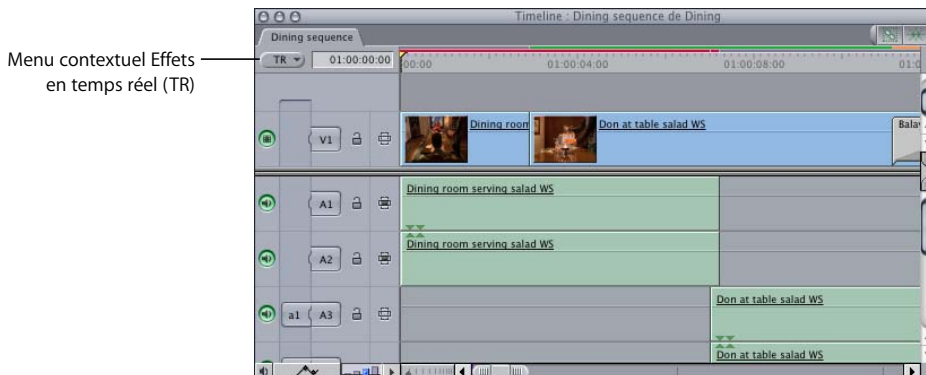 Timeline : Dining sequence de Dining
Dining sequence
Menu contextuel Effets
en temps réel (TR)
TR
01:00:00:00
00:00
01:00:04:00
01:00:08:00
01:0
V1
Dining room
Don at table salad WS
Bala
A1
Dining room serving salad WS
A2
Dining room serving salad WS
a1
A3
Don at table salad WS
Don at table salad WS